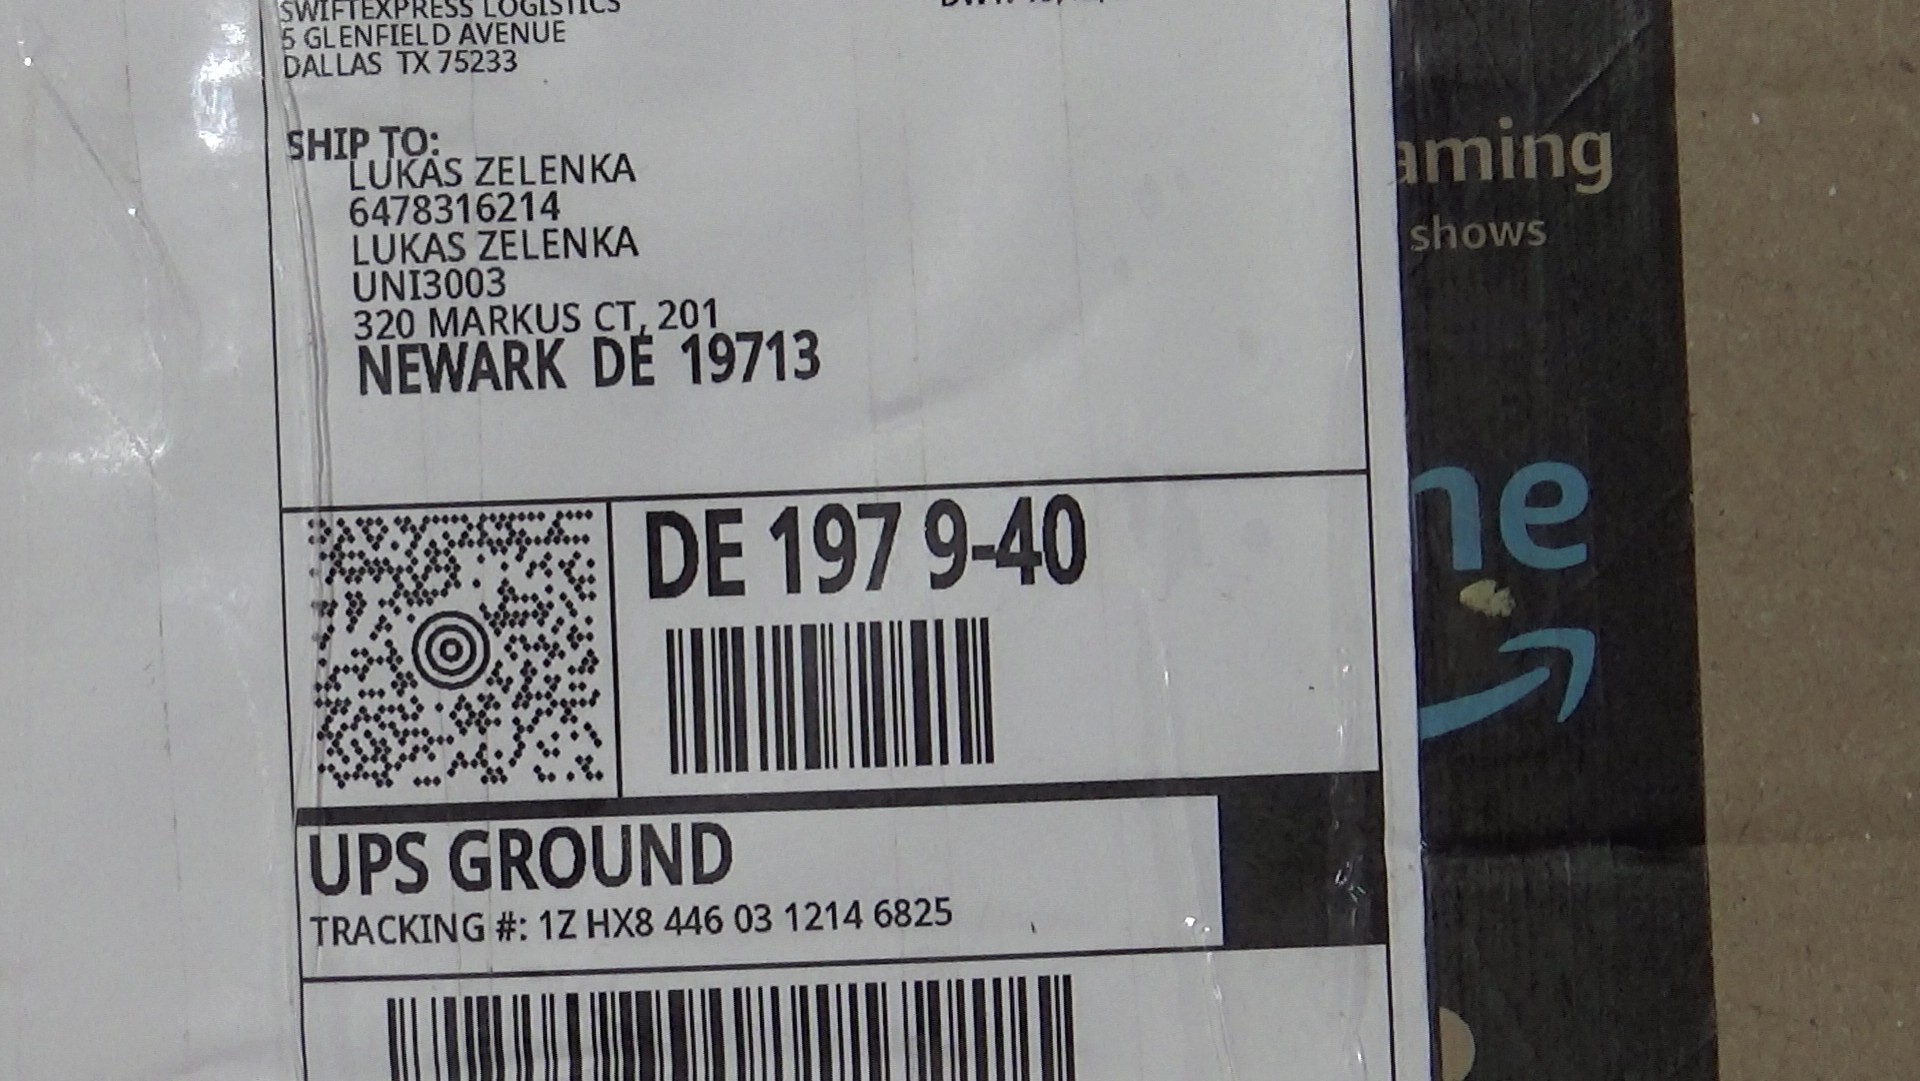 SWIFTEXPRESS LOGISTICS
5 GLENFIELD AVENUE
DALLAS TX 75233
SHIP TO:
LUKAS ZELENKA
6478316214
LUKAS ZELENKA
UNI3003
320 MARKUS CT, 201
NEWARK DE 19713
DE 197 9-40
UPS GROUND
TRACKING #: 1Z HX8 446 03 1214 6825
aming
shows
ne